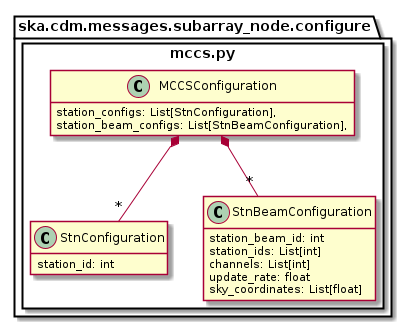 ska.cdm.messages.subarray_node.configure
mccs.py
C MCCSConfiguration
station_configs: List[StnConfiguration],
station_beam_configs: List[StnBeamConfiguration],
* *
C StnConfiguration
station_id: int
C StnBeamConfiguration
station_beam_id: int
station_ids: List[int]
channels: List[int]
update_rate: float
sky_coordinates: List[float]